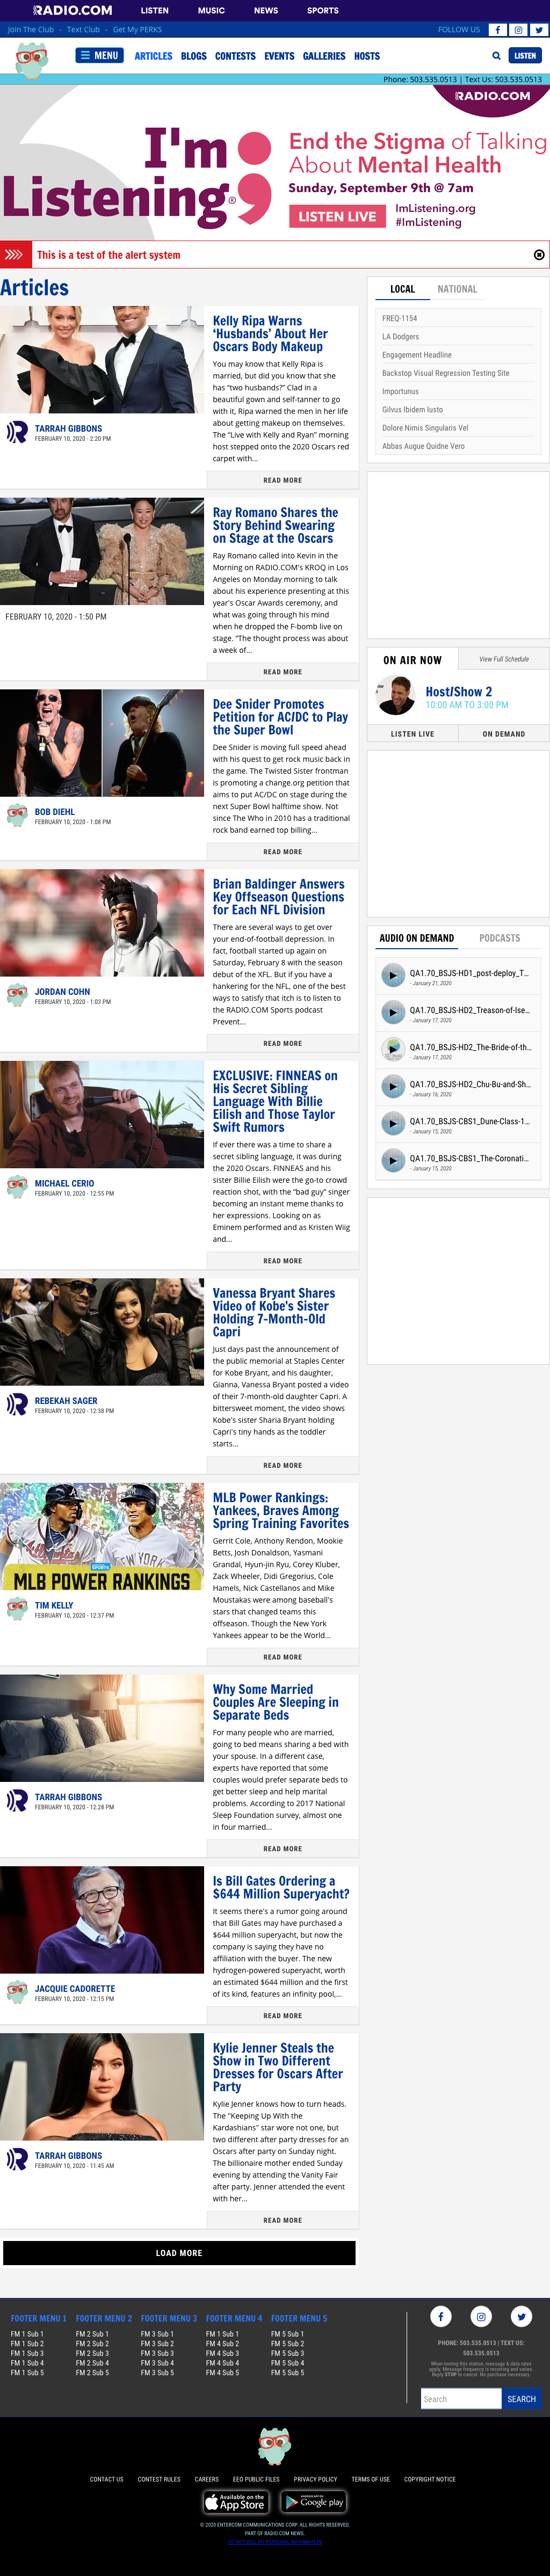 RADIO.COM LISTEN MUSIC NEWS SPORTS
Join The Club - Text Club - Get My PERKS FOLLOW US
MENU ARTICLES BLOGS CONTESTS EVENTS GALLERIES HOSTS LISTEN
Phone: 503.535.0513 | Text Us: 503.535.0513
RADIO.COM
I'm Listening®
End the Stigma of Talking
About Mental Health
Sunday, September 9th @ 7am
LISTEN LIVE
ImListening.org
#ImListening
This is a test of the alert system
Articles
Kelly Ripa Warns
‘Husbands’ About Her
Oscars Body Makeup
You may know that Kelly Ripa is
married, but did you know that she
has “two husbands?” Clad in a
beautiful gown and self-tanner to go
with it, Ripa warned the men in her life
about getting makeup on themselves.
The “Live with Kelly and Ryan” morning
host stepped onto the 2020 Oscars red
carpet with...
TARRAH GIBBONS
FEBRUARY 10, 2020 - 2:20 PM
READ MORE
Ray Romano Shares the
Story Behind Swearing
on Stage at the Oscars
Ray Romano called into Kevin in the
Morning on RADIO.COM's KROQ in Los
Angeles on Monday morning to talk
about his experience presenting at this
year's Oscar Awards ceremony, and
what was going through his mind
when he dropped the F-bomb live on
stage. “The thought process was about
a week of...
FEBRUARY 10, 2020 - 1:50 PM
READ MORE
Dee Snider Promotes
Petition for AC/DC to Play
the Super Bowl
Dee Snider is moving full speed ahead
with his quest to get rock music back in
the game. The Twisted Sister frontman
is promoting a change.org petition that
aims to put AC/DC on stage during the
next Super Bowl halftime show. Not
since The Who in 2010 has a traditional
rock band earned top billing...
BOB DIEHL
FEBRUARY 10, 2020 - 1:08 PM
READ MORE
Brian Baldinger Answers
Key Offseason Questions
for Each NFL Division
There are several ways to get over
your end-of-football depression. In
fact, football started up again on
Saturday, February 8 with the season
debut of the XFL. But if you have a
hankering for the NFL, one of the best
ways to satisfy that itch is to listen to
the RADIO.COM Sports podcast
Prevent...
JORDAN COHN
FEBRUARY 10, 2020 - 1:03 PM
READ MORE
EXCLUSIVE: FINNEAS on
His Secret Sibling
Language With Billie
Eilish and Those Taylor
Swift Rumors
If ever there was a time to share a
secret sibling language, it was during
the 2020 Oscars. FINNEAS and his
sister Billie Eilish were the go-to crowd
reaction shot, with the “bad guy” singer
becoming an instant meme thanks to
her expressions. Looking on as
Eminem performed and as Kristen Wiig
and...
MICHAEL CERIO
FEBRUARY 10, 2020 - 12:55 PM
READ MORE
Vanessa Bryant Shares
Video of Kobe's Sister
Holding 7-Month-Old
Capri
Just days past the announcement of
the public memorial at Staples Center
for Kobe Bryant, and his daughter,
Gianna, Vanessa Bryant posted a video
of their 7-month-old daughter Capri. A
bittersweet moment, the video shows
Kobe's sister Sharia Bryant holding
Capri's tiny hands as the toddler
starts...
REBEKAH SAGER
FEBRUARY 10, 2020 - 12:38 PM
READ MORE
MLB Power Rankings:
Yankees, Braves Among
Spring Training Favorites
Gerrit Cole, Anthony Rendon, Mookie
Betts, Josh Donaldson, Yasmani
Grandal, Hyun-jin Ryu, Corey Kluber,
Zack Wheeler, Didi Gregorius, Cole
Hamels, Nick Castellanos and Mike
Moustakas were among baseball's
stars that changed teams this
offseason. Though the New York
Yankees appear to be the World...
MLB POWER RANKINGS
TIM KELLY
FEBRUARY 10, 2020 - 12:37 PM
READ MORE
Why Some Married
Couples Are Sleeping in
Separate Beds
For many people who are married,
going to bed means sharing a bed with
your spouse. In a different case,
experts have reported that some
couples would prefer separate beds to
get better sleep and help marital
problems. According to 2017 National
Sleep Foundation survey, almost one
in four married...
TARRAH GIBBONS
FEBRUARY 10, 2020 - 12:28 PM
READ MORE
Is Bill Gates Ordering a
$644 Million Superyacht?
It seems there's a rumor going around
that Bill Gates may have purchased a
$644 million superyacht, but now the
company is saying they have no
affiliation with the buyer. The new
hydrogen-powered superyacht, worth
an estimated $644 million and the first
of its kind, features an infinity pool,...
JACQUIE CADORETTE
FEBRUARY 10, 2020 - 12:15 PM
READ MORE
Kylie Jenner Steals the
Show in Two Different
Dresses for Oscars After
Party
Kylie Jenner knows how to turn heads.
The "Keeping Up With the
Kardashians" star wore not one, but
two different after party dresses for an
Oscars after party on Sunday night.
The billionaire mother ended Sunday
evening by attending the Vanity Fair
after party. Jenner attended the event
with her...
TARRAH GIBBONS
FEBRUARY 10, 2020 - 11:45 AM
READ MORE
LOAD MORE
LOCAL NATIONAL
FREQ-1154
LA Dodgers
Engagement Headline
Backstop Visual Regression Testing Site
Importunus
Gilvus Ibidem Iusto
Dolore Nimis Singularis Vel
Abbas Augue Quidne Vero
ON AIR NOW View Full Schedule
Host/Show 2
10:00 AM TO 3:00 PM
LISTEN LIVE ON DEMAND
AUDIO ON DEMAND PODCASTS
QA1.70_BSJS-HD1_post-deploy_T...
- January 21, 2020
QA1.70_BSJS-HD2_Treason-of-Ise...
- January 17, 2020
QA1.70_BSJS-HD2_The-Bride-of-th...
- January 17, 2020
QA1.70_BSJS-HD2_Chu-Bu-and-Sh...
- January 16, 2020
QA1.70_BSJS-CBS1_Dune-Class-1...
- January 15, 2020
QA1.70_BSJS-CBS1_The-Coronati...
- January 15, 2020
FOOTER MENU 1 FOOTER MENU 2 FOOTER MENU 3 FOOTER MENU 4 FOOTER MENU 5
FM 1 Sub 1 FM 2 Sub 1 FM 3 Sub 1 FM 1 Sub 1 FM 5 Sub 1
FM 1 Sub 2 FM 2 Sub 2 FM 3 Sub 2 FM 4 Sub 2 FM 5 Sub 2
FM 1 Sub 3 FM 2 Sub 3 FM 3 Sub 3 FM 4 Sub 3 FM 5 Sub 3
FM 1 Sub 4 FM 2 Sub 4 FM 3 Sub 4 FM 4 Sub 4 FM 5 Sub 4
FM 1 Sub 5 FM 2 Sub 5 FM 3 Sub 5 FM 4 Sub 5 FM 5 Sub 5
PHONE: 503.535.0513 | TEXT US:
503.535.0513
When texting this station, message & data rates
apply. Message frequency is recurring and varies.
Reply STOP to cancel. No purchase necessary.
Search SEARCH
CONTACT US CONTEST RULES CAREERS EEO PUBLIC FILES PRIVACY POLICY TERMS OF USE COPYRIGHT NOTICE
Available on the App Store
Google play
© 2020 ENTERCOM COMMUNICATIONS CORP. ALL RIGHTS RESERVED.
PART OF RADIO.COM NEWS.
DO NOT SELL MY PERSONAL INFORMATION